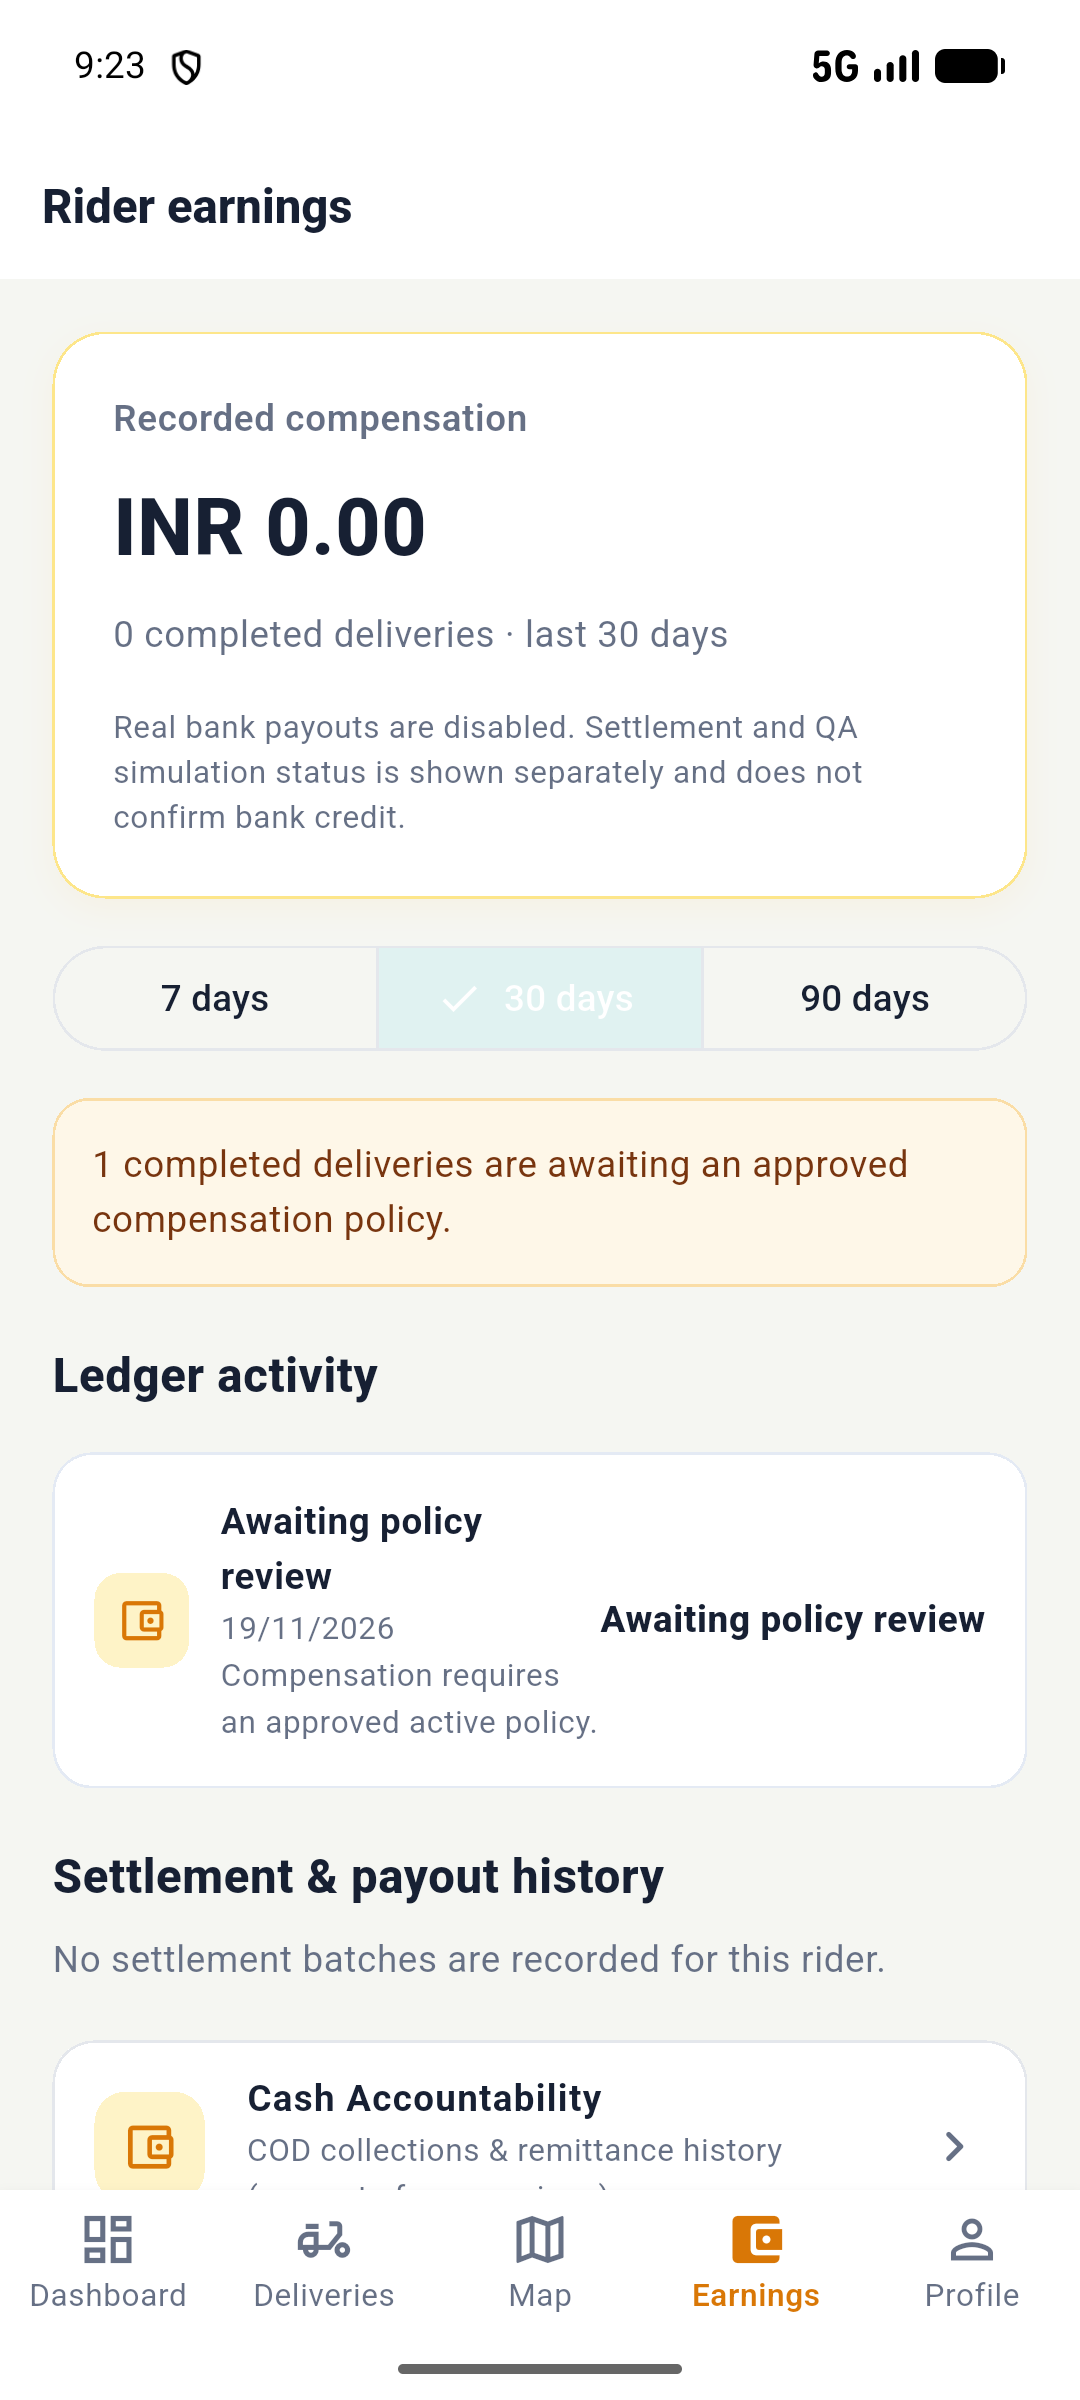 9:23
5G
Rider earnings
Recorded compensation
INR 0.00
0 completed deliveries · last 30 days
Real bank payouts are disabled. Settlement and QA
simulation status is shown separately and does not
confirm bank credit.
7 days
30 days
90 days
1 completed deliveries are awaiting an approved
compensation policy.
Ledger activity
Awaiting policy
review
19/11/2026
Compensation requires
an approved active policy.
Awaiting policy review
Settlement & payout history
No settlement batches are recorded for this rider.
Cash Accountability
COD collections & remittance history
Dashboard
Deliveries
Map
Earnings
Profile